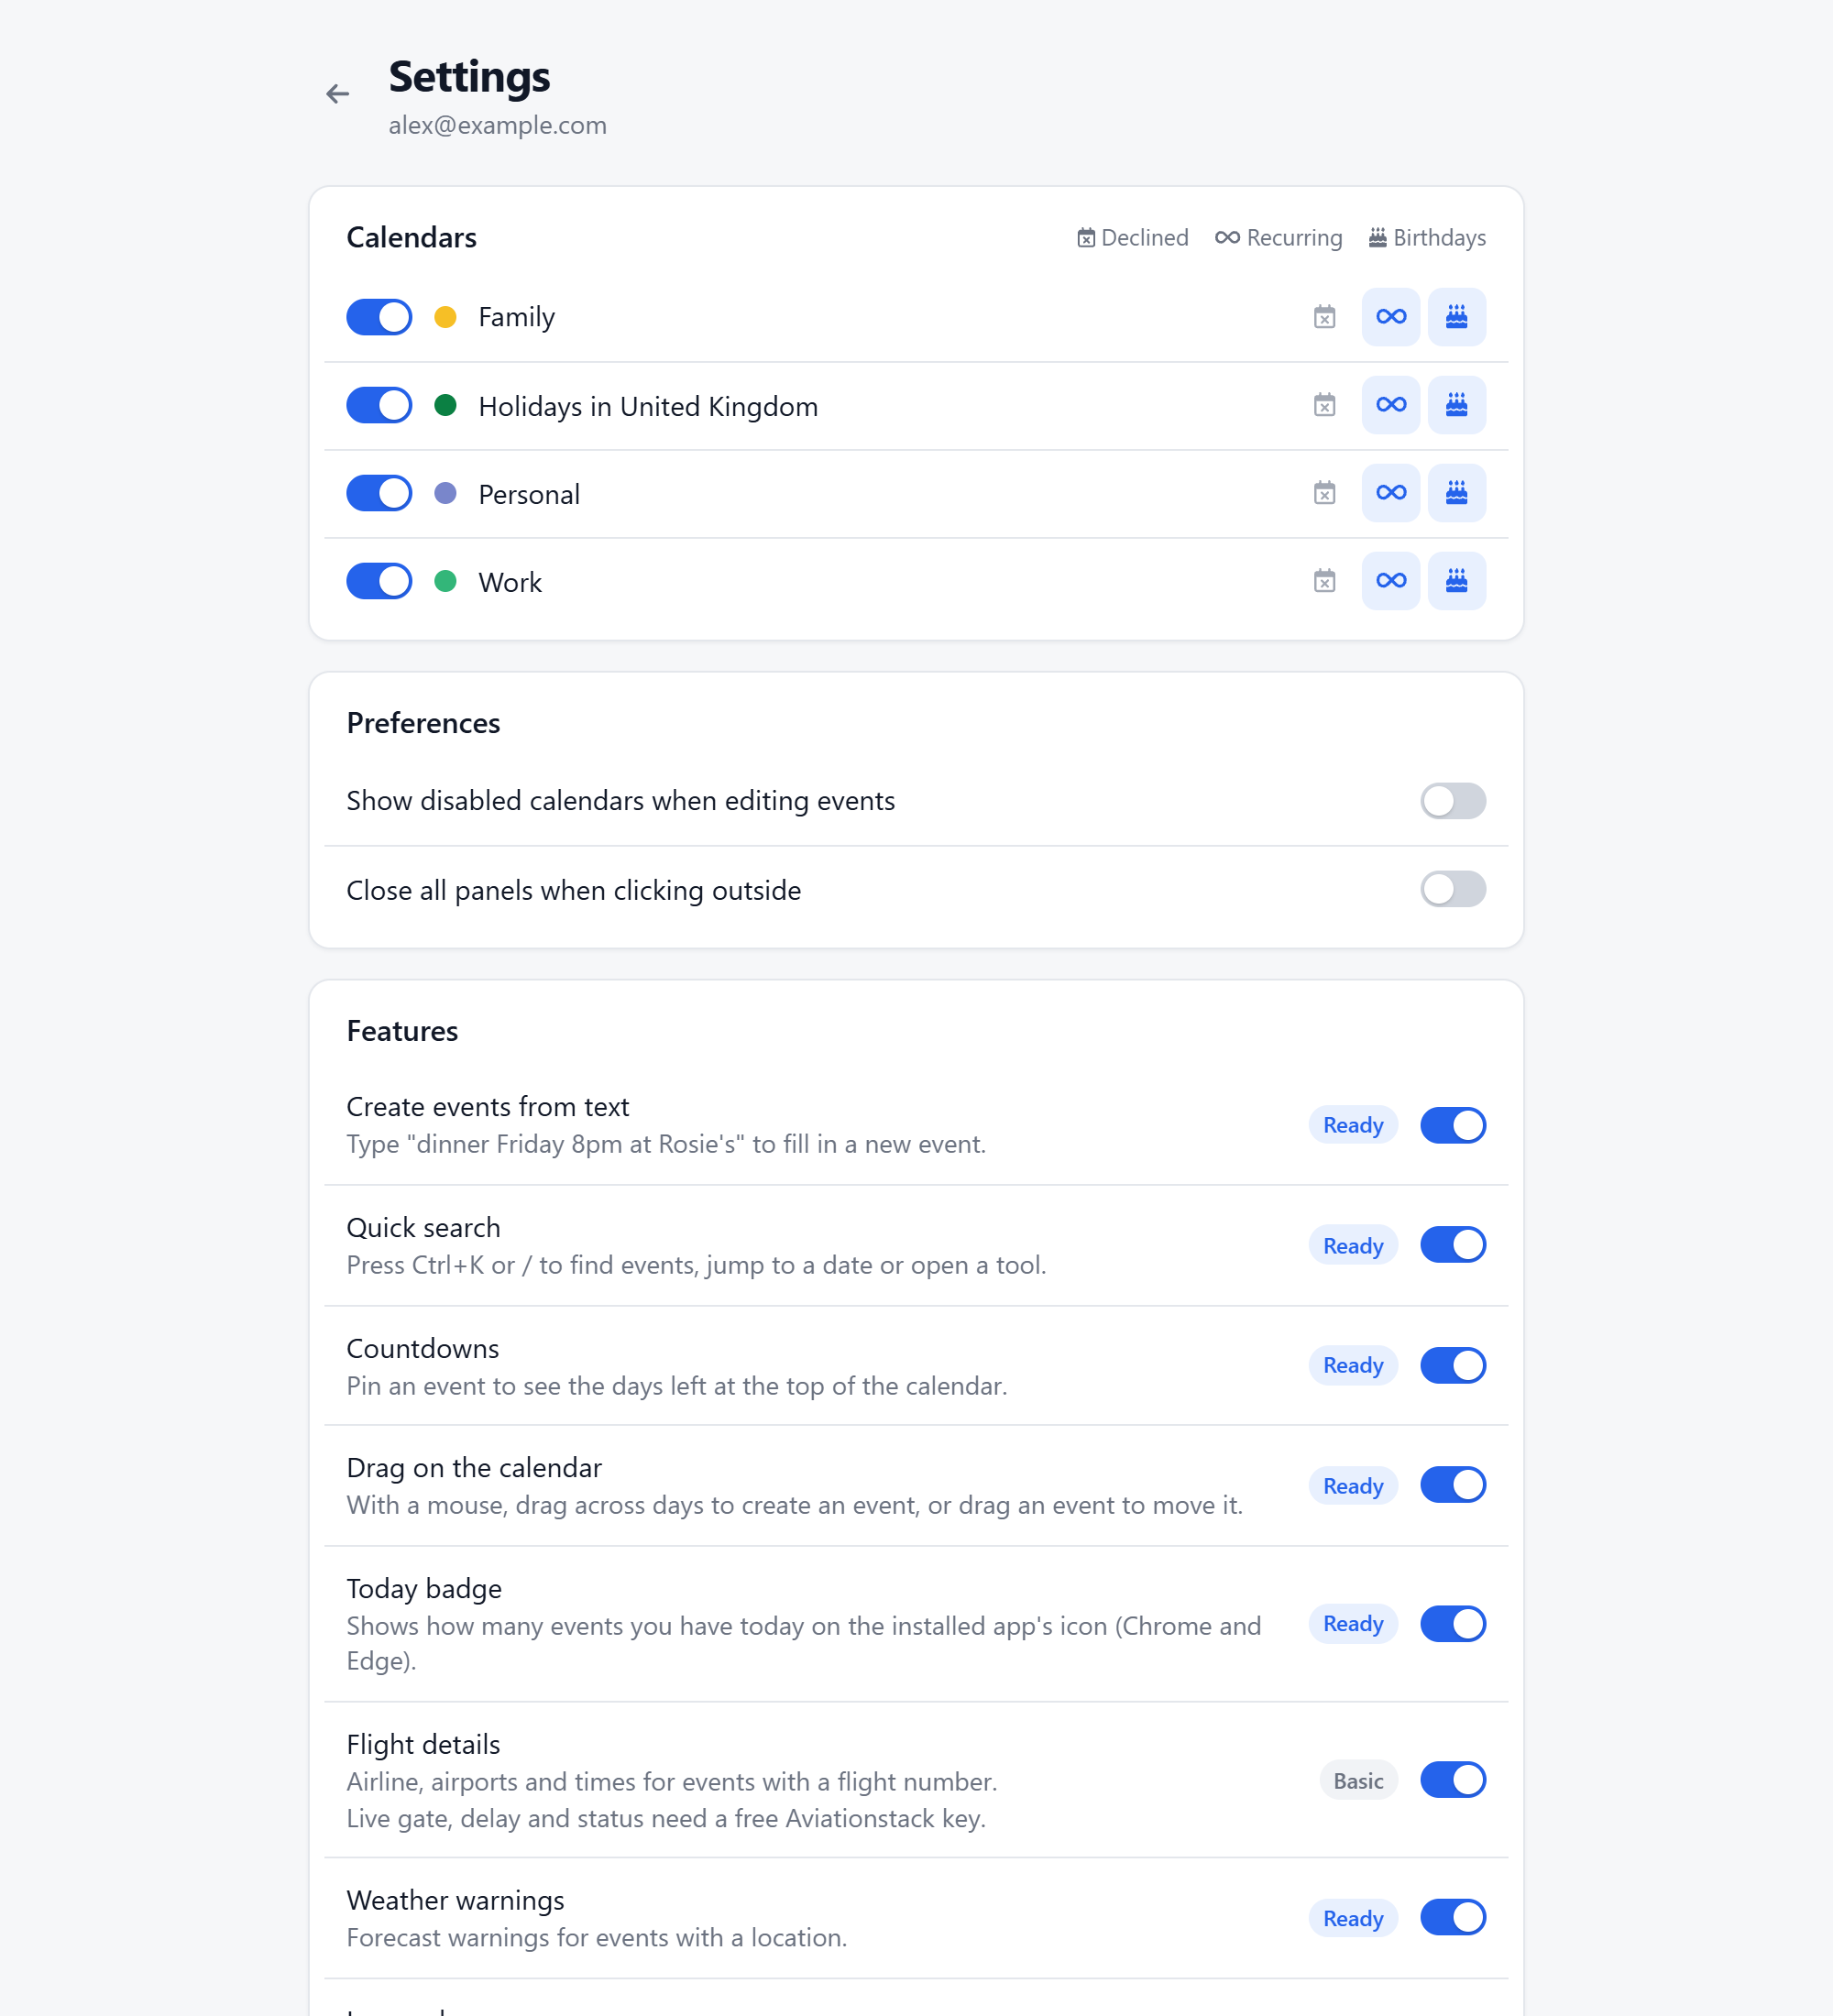 Settings
alex@example.com
Calendars
Declined Recurring Birthdays
Family
Holidays in United Kingdom
Personal
Work
Preferences
Show disabled calendars when editing events
Close all panels when clicking outside
Features
Create events from text
Type "dinner Friday 8pm at Rosie's" to fill in a new event.
Ready
Quick search
Press Ctrl+K or / to find events, jump to a date or open a tool.
Ready
Countdowns
Pin an event to see the days left at the top of the calendar.
Ready
Drag on the calendar
With a mouse, drag across days to create an event, or drag an event to move it.
Ready
Today badge
Shows how many events you have today on the installed app's icon (Chrome and
Edge).
Ready
Flight details
Airline, airports and times for events with a flight number.
Live gate, delay and status need a free Aviationstack key.
Basic
Weather warnings
Forecast warnings for events with a location.
Ready